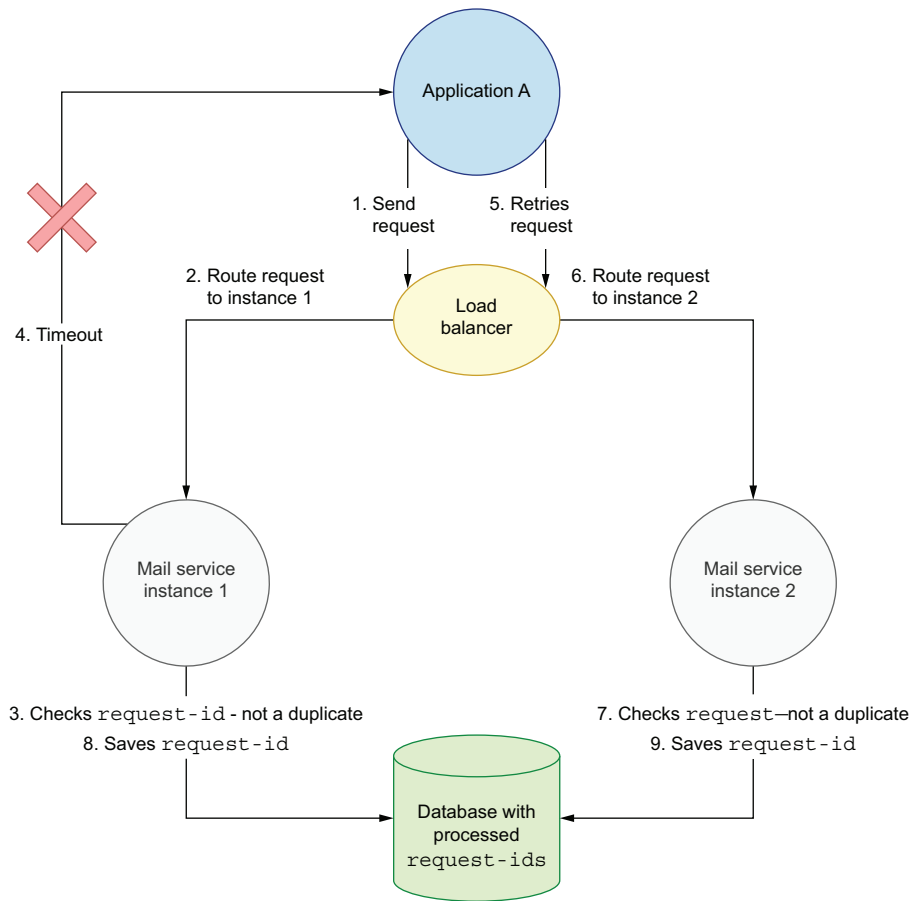 Application A
1. Send
request
5. Retries
request
2. Route request
to instance 1
6. Route request
to instance 2
Load
balancer
4. Timeout
Mail service
instance 1
Mail service
instance 2
3. Checks request-id - not a duplicate
8. Saves request-id
7. Checks request—not a duplicate
9. Saves request-id
Database with
processed
request-ids